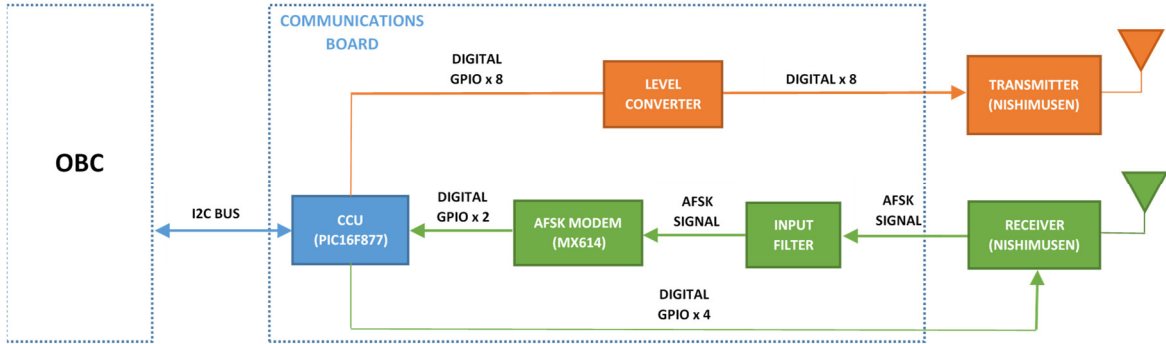 COMMUNICATIONS
BOARD
DIGITAL
GPIO x 8
LEVEL
CONVERTER
DIGITAL x 8
TRANSMITTER
(NISHIMUSEN)
OBC
I2C BUS
CCU
(PIC16F877)
DIGITAL
GPIO x 2
AFSK MODEM
(MX614)
AFSK
SIGNAL
INPUT
FILTER
AFSK
SIGNAL
RECEIVER
(NISHIMUSEN)
DIGITAL
GPIO x 4